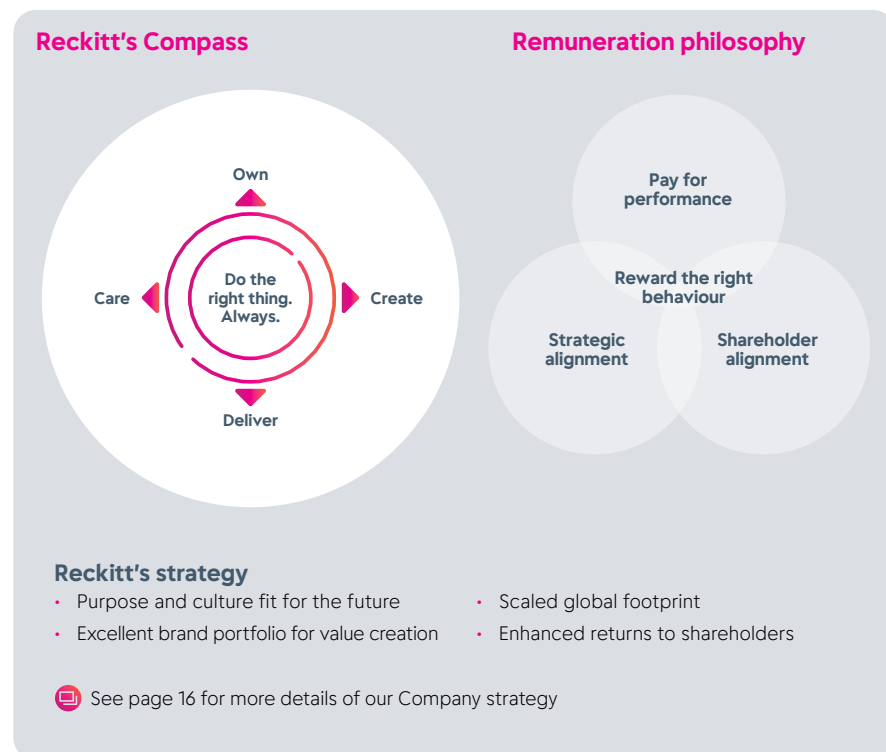 Reckitt's Compass
Remuneration philosophy
Own
Care
Do the
right thing.
Always.
Create
Deliver
Pay for
performance
Reward the right
behaviour
Strategic
alignment
Shareholder
alignment
Reckitt's strategy
• Purpose and culture fit for the future
• Excellent brand portfolio for value creation
• Scaled global footprint
• Enhanced returns to shareholders
See page 16 for more details of our Company strategy